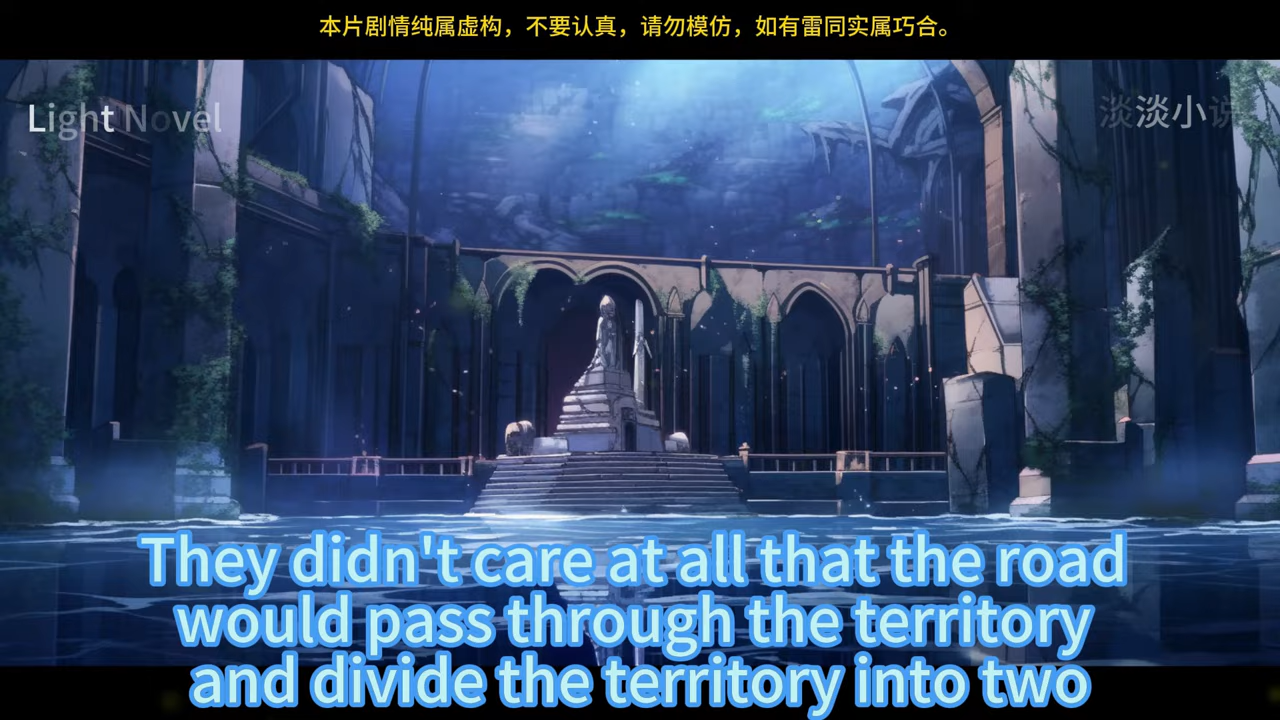 本片剧情纯属虚构，不要认真，请勿模仿，如有雷同实属巧合。
Light Novel
淡淡小说
They didn't care at all that the road
would pass through the territory
and divide the territory into two